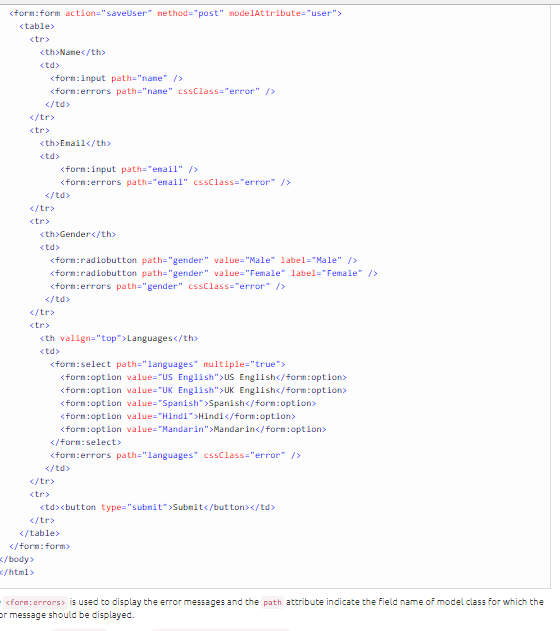 <form:form action="saveUser" method="post" modelAttribute="user">
<table>
<tr>
<th>Name</th>
<td>
<form:input path="name" />
<form:errors path="name" cssClass="error" />
</td>
</tr>
<tr>
<th>Email</th>
<td>
<form:input path="email" />
<form:errors path="email" cssClass="error" />
</td>
</tr>
<tr>
<th>Gender</th>
<td>
<form:radiobutton path="gender" value="Male" label="Male" />
<form:radiobutton path="gender" value="Female" label="Female" />
<form:errors path="gender" cssClass="error" />
</td>
</tr>
<tr>
<th valign="top">Languages</th>
<td>
<form:select path="languages" multiple="true">
<form:option value="US English">US English</form:option>
<form:option value="UK English">UK English</form:option>
<form:option value="Spanish">Spanish</form:option>
<form:option value="Hindi">Hindi</form:option>
<form:option value="Mandarin">Mandarin</form:option>
</form:select>
<form:errors path="languages" cssClass="error" />
</td>
</tr>
<tr>
<td><button type="submit">Submit</button></td>
</tr>
</table>
</form:form>
</body>
</html>
<form:errors> is used to display the error messages and the path attribute indicate the field name of model class for which the
or message should be displayed.